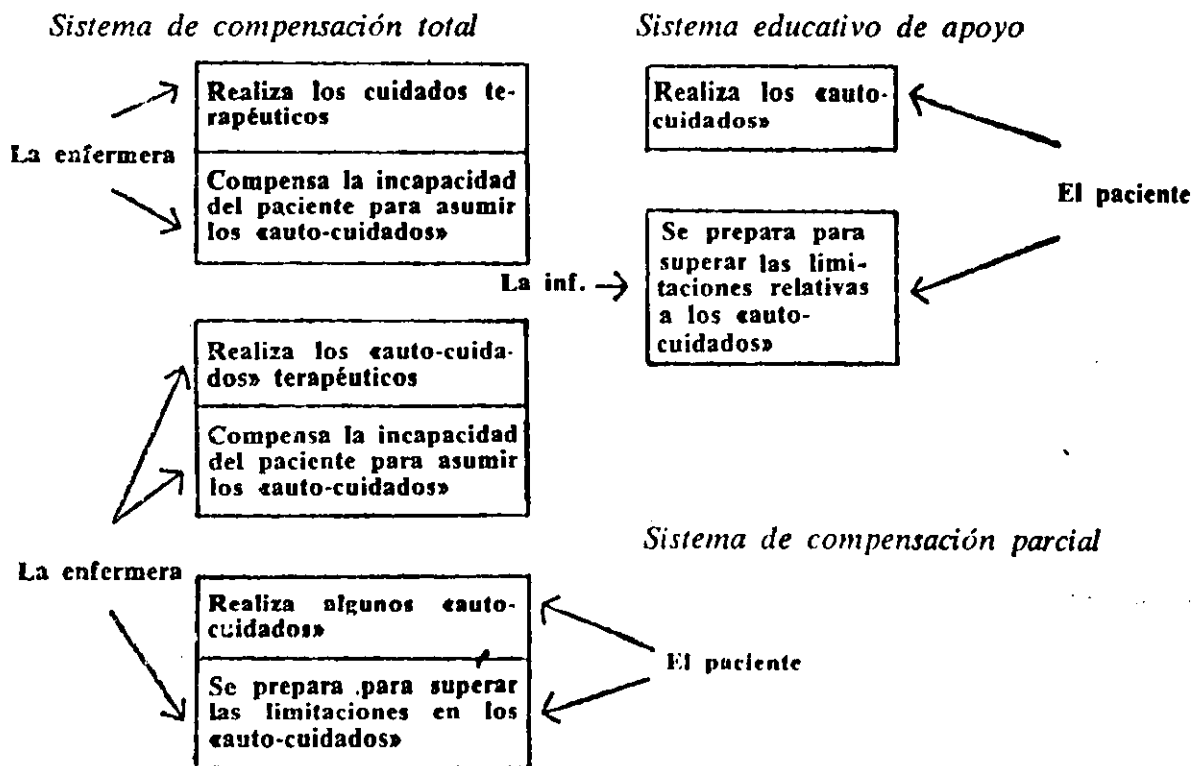 Sistema de compensación total
Realiza los cuidados te-
rapéuticos
La enfermera
Compensa la incapacidad
del paciente para asumir
los «auto-cuidados»
Sistema educativo de apoyo
Realiza los «auto-
cuidados»
El paciente
La inf.
Se prepara para
superar las limi-
taciones relativas
a los «auto-
cuidados»
Realiza los «auto-cuida-
dos» terapéuticos
Compensa la incapacidad
del paciente para asumir
los «auto-cuidados»
Sistema de compensación parcial
La enfermera
Realiza algunos «auto-
cuidados»
El paciente
Se prepara para superar
las limitaciones en los
«auto-cuidados»